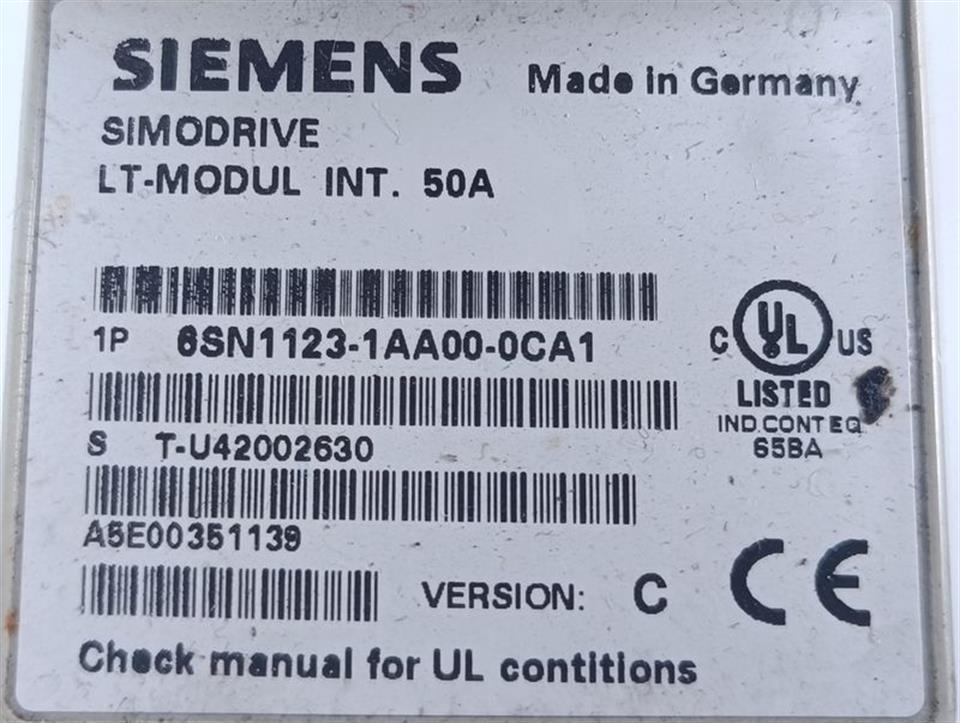 SIEMENS Made in Germany
SIMODRIVE
LT-MODUL INT. 50A
1P 6SN1123-1AA00-0CA1
C UL US
LISTED
IND.CONT EQ
65BA
S T-U42002630
A5E00351139
VERSION: C CE
Check manual for UL contitions